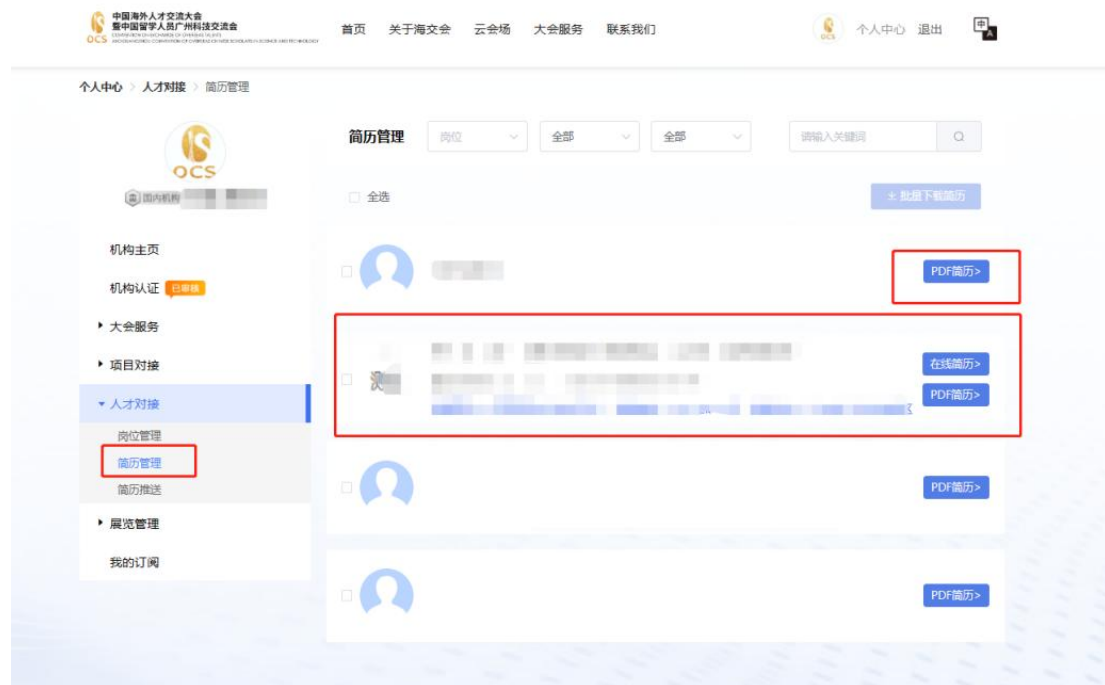 中国海外人才交流大会
暨中国留学人员广州科技交流会
OCS
首页 关于海交会 云会场 大会服务 联系我们
OCS
个人中心 退出
中 A
个人中心 > 人才对接 > 简历管理
OCS
国内机构
机构主页
机构认证 已审核
大会服务
项目对接
人才对接
岗位管理
简历管理
简历推送
展览管理
我的订阅
简历管理 岗位 全部 全部 请输入关键词
全选 批量下载简历
PDF简历>
在线简历>
PDF简历>
PDF简历>
PDF简历>